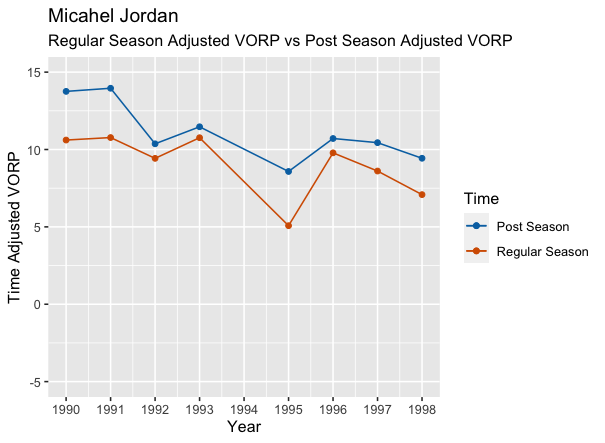 Micahel Jordan
Regular Season Adjusted VORP vs Post Season Adjusted VORP
Time Adjusted VORP
15
10
5
0
-5
1990 1991 1992 1993 1994 1995 1996 1997 1998
Year
Time
Post Season
Regular Season